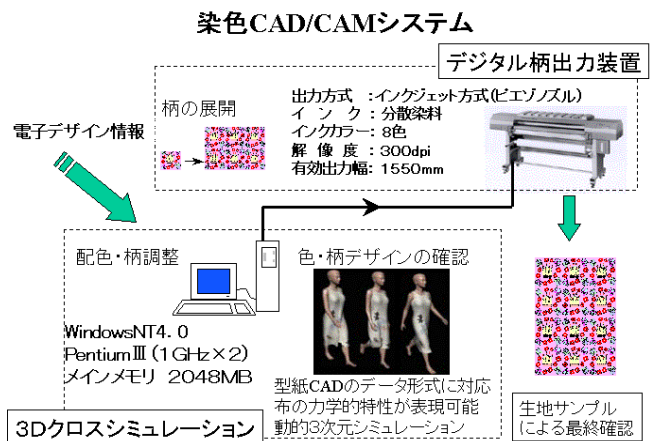 染色CAD/CAMシステム
デジタル柄出力装置
柄の展開
出力方式 :インクジェット方式(ピエゾノズル)
インク:分散染料
インクカラー:8色
解像度:300dpi
有効出力幅:1550mm
電子デザイン情報
配色・柄調整
色・柄デザインの確認
WindowsNT4.0
PentiumⅢ(1GHz×2)
メインメモリ 2048MB
型紙CADのデータ形式に対応
布の力学的特性が表現可能
動的3次元シミュレーション
3Dクロスシミュレーション
生地サンプル
による最終確認